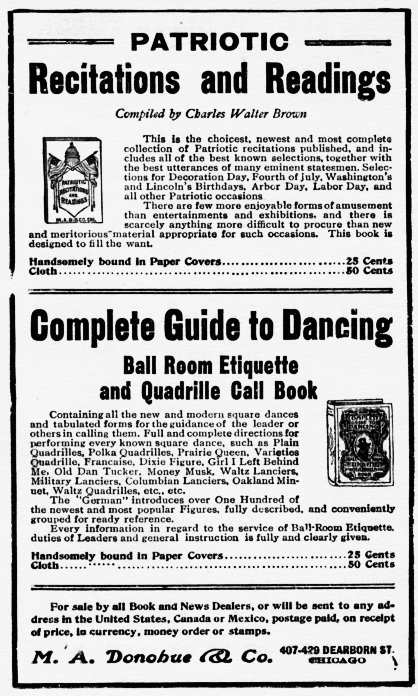 PATRIOTIC
Recitations and Readings
Compiled by Charles Walter Brown
PATRIOTIC
RECITATIONS
READINGS
M.A.D.&CO.CHI.
This is the choicest, newest and most complete
collection of Patriotic recitations published, and in-
cludes all of the best known selections, together with
the best utterances of many eminent statesmen. Selec-
tions for Decoration Day, Fourth of July, Washington's
and Lincoln's Birthdays, Arbor Day, Labor Day, and
all other Patriotic occasions
There are few more enjoyable forms of amusement
than entertainments and exhibitions, and there is
scarcely anything more difficult to procure than new
and meritorious material appropriate for such occasions. This book is
designed to fill the want.
Handsomely bound in Paper Covers........................25 Cents
Cloth............................................................50 Cents
Complete Guide to Dancing
Ball Room Etiquette
and Quadrille Call Book
Containing all the new and modern square dances
and tabulated forms for the guidance of the leader or
others in calling them. Full and complete directions for
performing every known square dance, such as Plain
Quadrilles, Polka Quadrilles, Prairie Queen, Varieties
Quadrille, Francaise, Dixie Figure, Girl I Left Behind
Me, Old Dan Tucker, Money Musk, Waltz Lanciers,
Military Lanciers, Columbian Lanciers, Oakland Min-
uet, Waltz Quadrilles, etc., etc.
The "German" introduces over One Hundred of
the newest and most popular Figures, fully described, and conveniently
grouped for ready reference.
Every information in regard to the service of Ball-Room Etiquette,
duties of Leaders and general instruction is fully and clearly given.
Handsomely bound in Paper Covers........................25 Cents
Cloth............................................................50 Cents
For sale by all Book and News Dealers, or will be sent to any ad-
dress in the United States, Canada or Mexico, postage paid, on receipt
of price, in currency, money order or stamps.
M. A. Donohue & Co.
407-429 DEARBORN ST.
CHICAGO